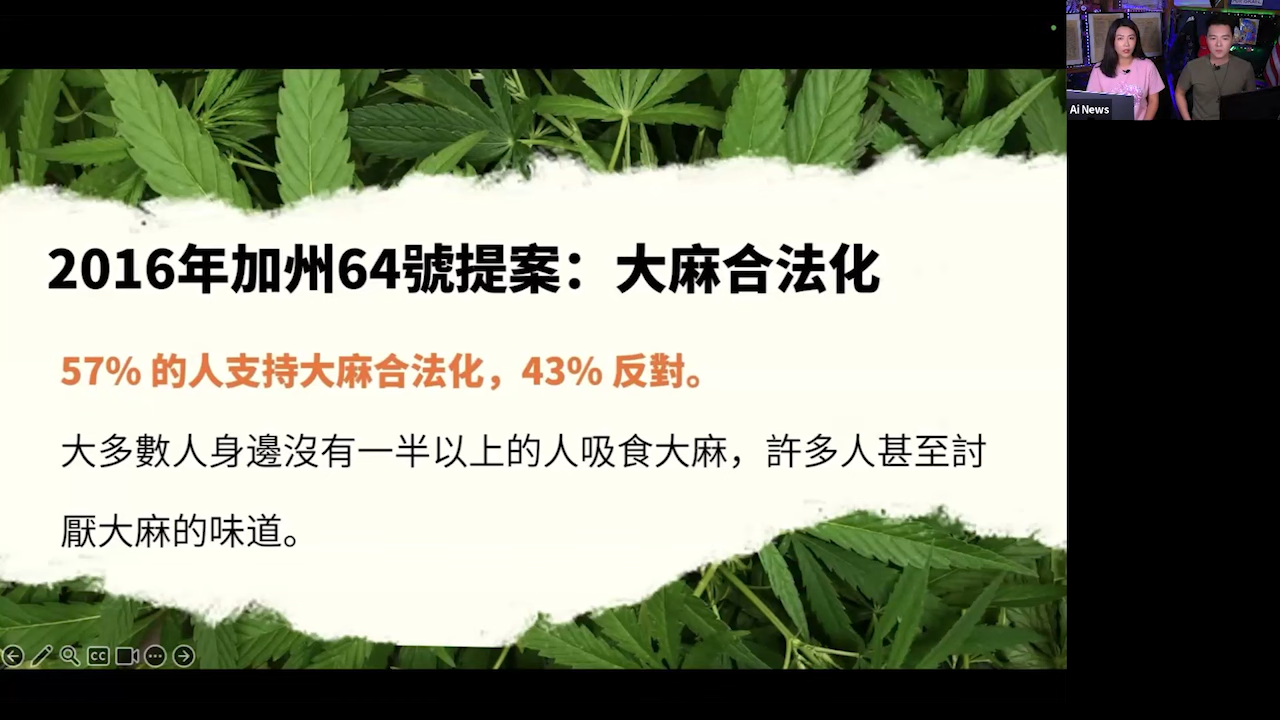 2016年加州64號提案：大麻合法化
57% 的人支持大麻合法化，43% 反對。
大多數人身邊沒有一半以上的人吸食大麻，許多人甚至討
厭大麻的味道。
Ai News
CC